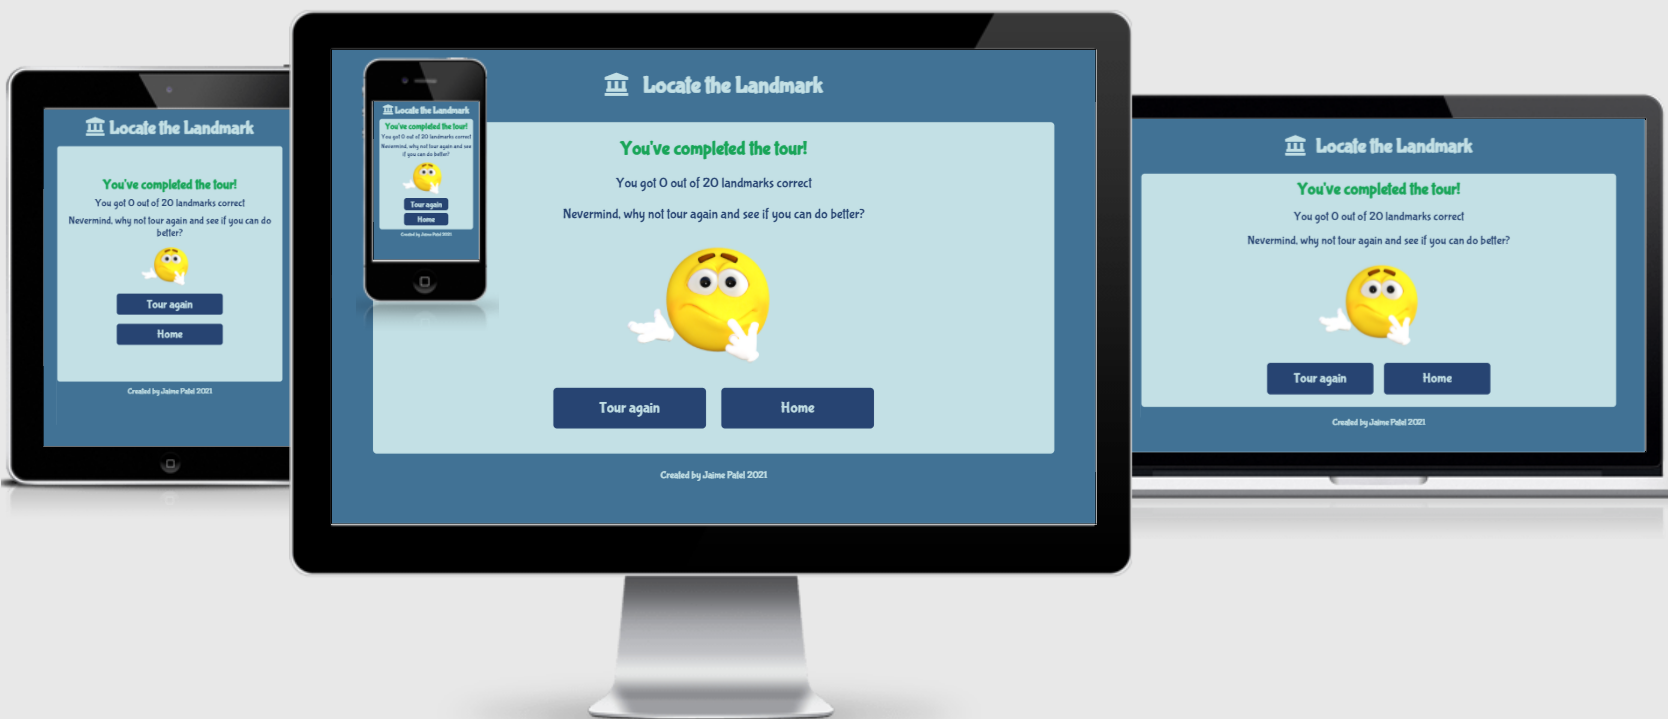 Locate the Landmark
You've completed the tour!
You got 0 out of 20 landmarks correct
Nevermind, why not tour again and see if you can do
better?
Tour again
Home
Created by Jaime Patel 2021
Locate the Landmark
You've completed the tour!
You got 0 out of 20 landmarks correct
Nevermind, why not tour again and see
if you can do better?
Tour again
Home
Created by Jaime Patel 2021
Locate the Landmark
You've completed the tour!
You got 0 out of 20 landmarks correct
Nevermind, why not tour again and see if you can do better?
Tour again Home
Created by Jaime Patel 2021
Locate the Landmark
You've completed the tour!
You got 0 out of 20 landmarks correct
Nevermind, why not tour again and see if you can do better?
Tour again Home
Created by Jaime Patel 2021